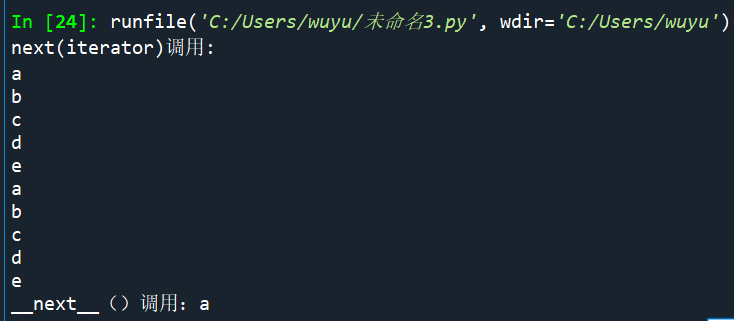 In [24]: runfile('C:/Users/wuyu/未命名3.py', wdir='C:/Users/wuyu')
next(iterator)调用:
a
b
c
d
e
a
b
c
d
e
__next__（）调用：a